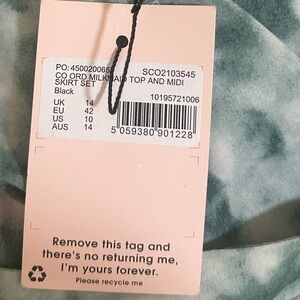 PO:4500200650 SCO2103545
CO ORD MILKMAID TOP AND MIDI
SKIRT SET
Black 10195721006
UK 14
EU 42
US 10
AUS 14
5 059380 901228
Remove this tag and
there's no returning me,
I'm yours forever.
Please recycle me